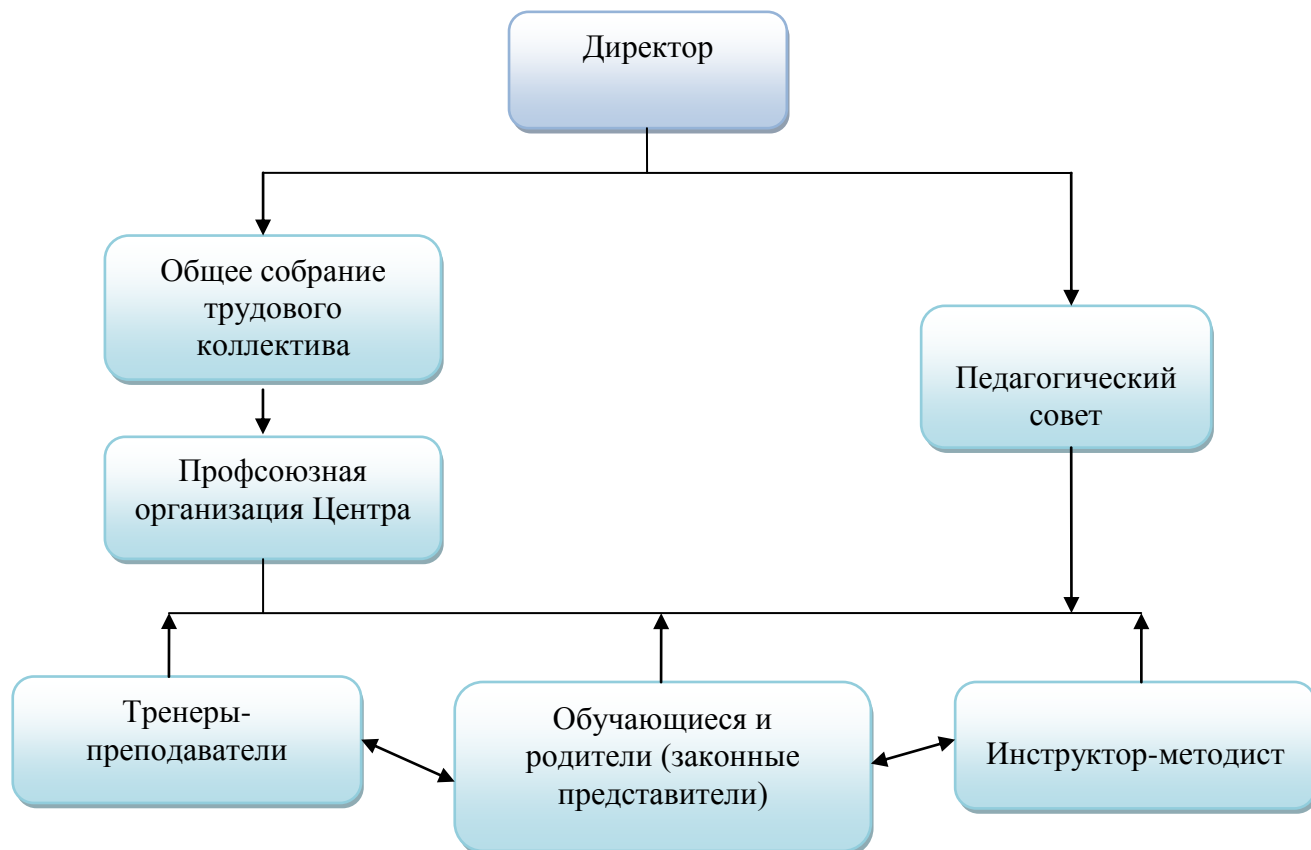 Директор
Общее собрание
трудового
коллектива
Педагогический
совет
Профсоюзная
организация Центра
Тренеры-
преподаватели
Обучающиеся и
родители (законные
представители)
Инструктор-методист